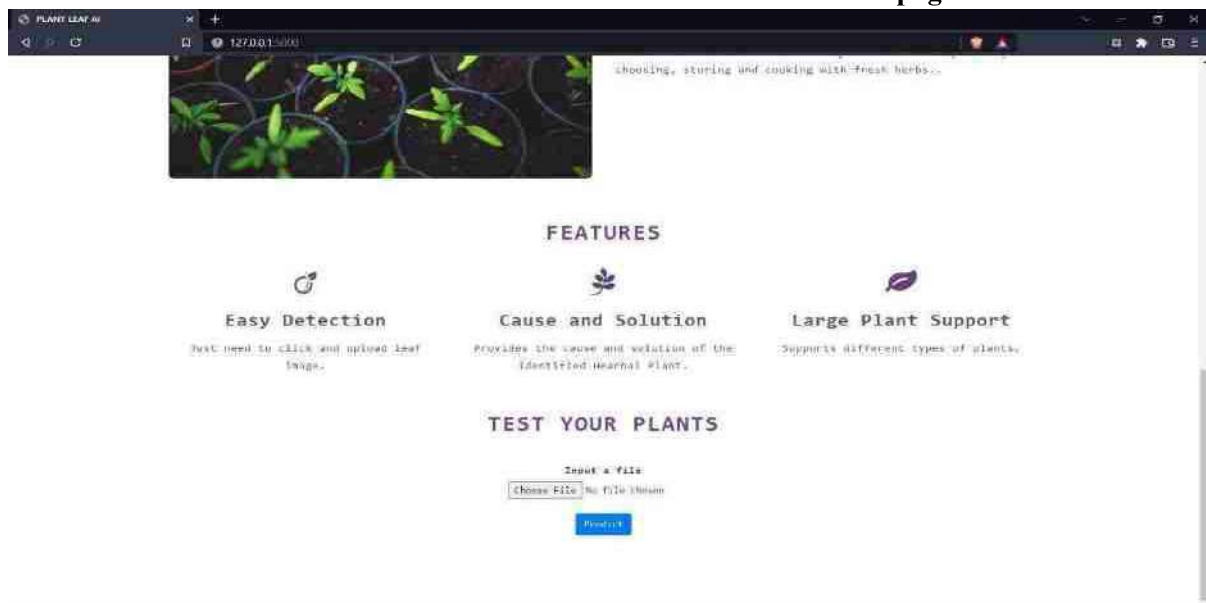 PLANT LEAF AI
127.0.0.1:5000
choosing, storing and cooking with fresh herbs..
FEATURES
Easy Detection
Just need to click and upload leaf
image.
Cause and Solution
Provides the cause and solution of the
Identified Hearnal Plant.
Large Plant Support
Supports different types of plants.
TEST YOUR PLANTS
Input a file
Choose File No file chosen
Predict